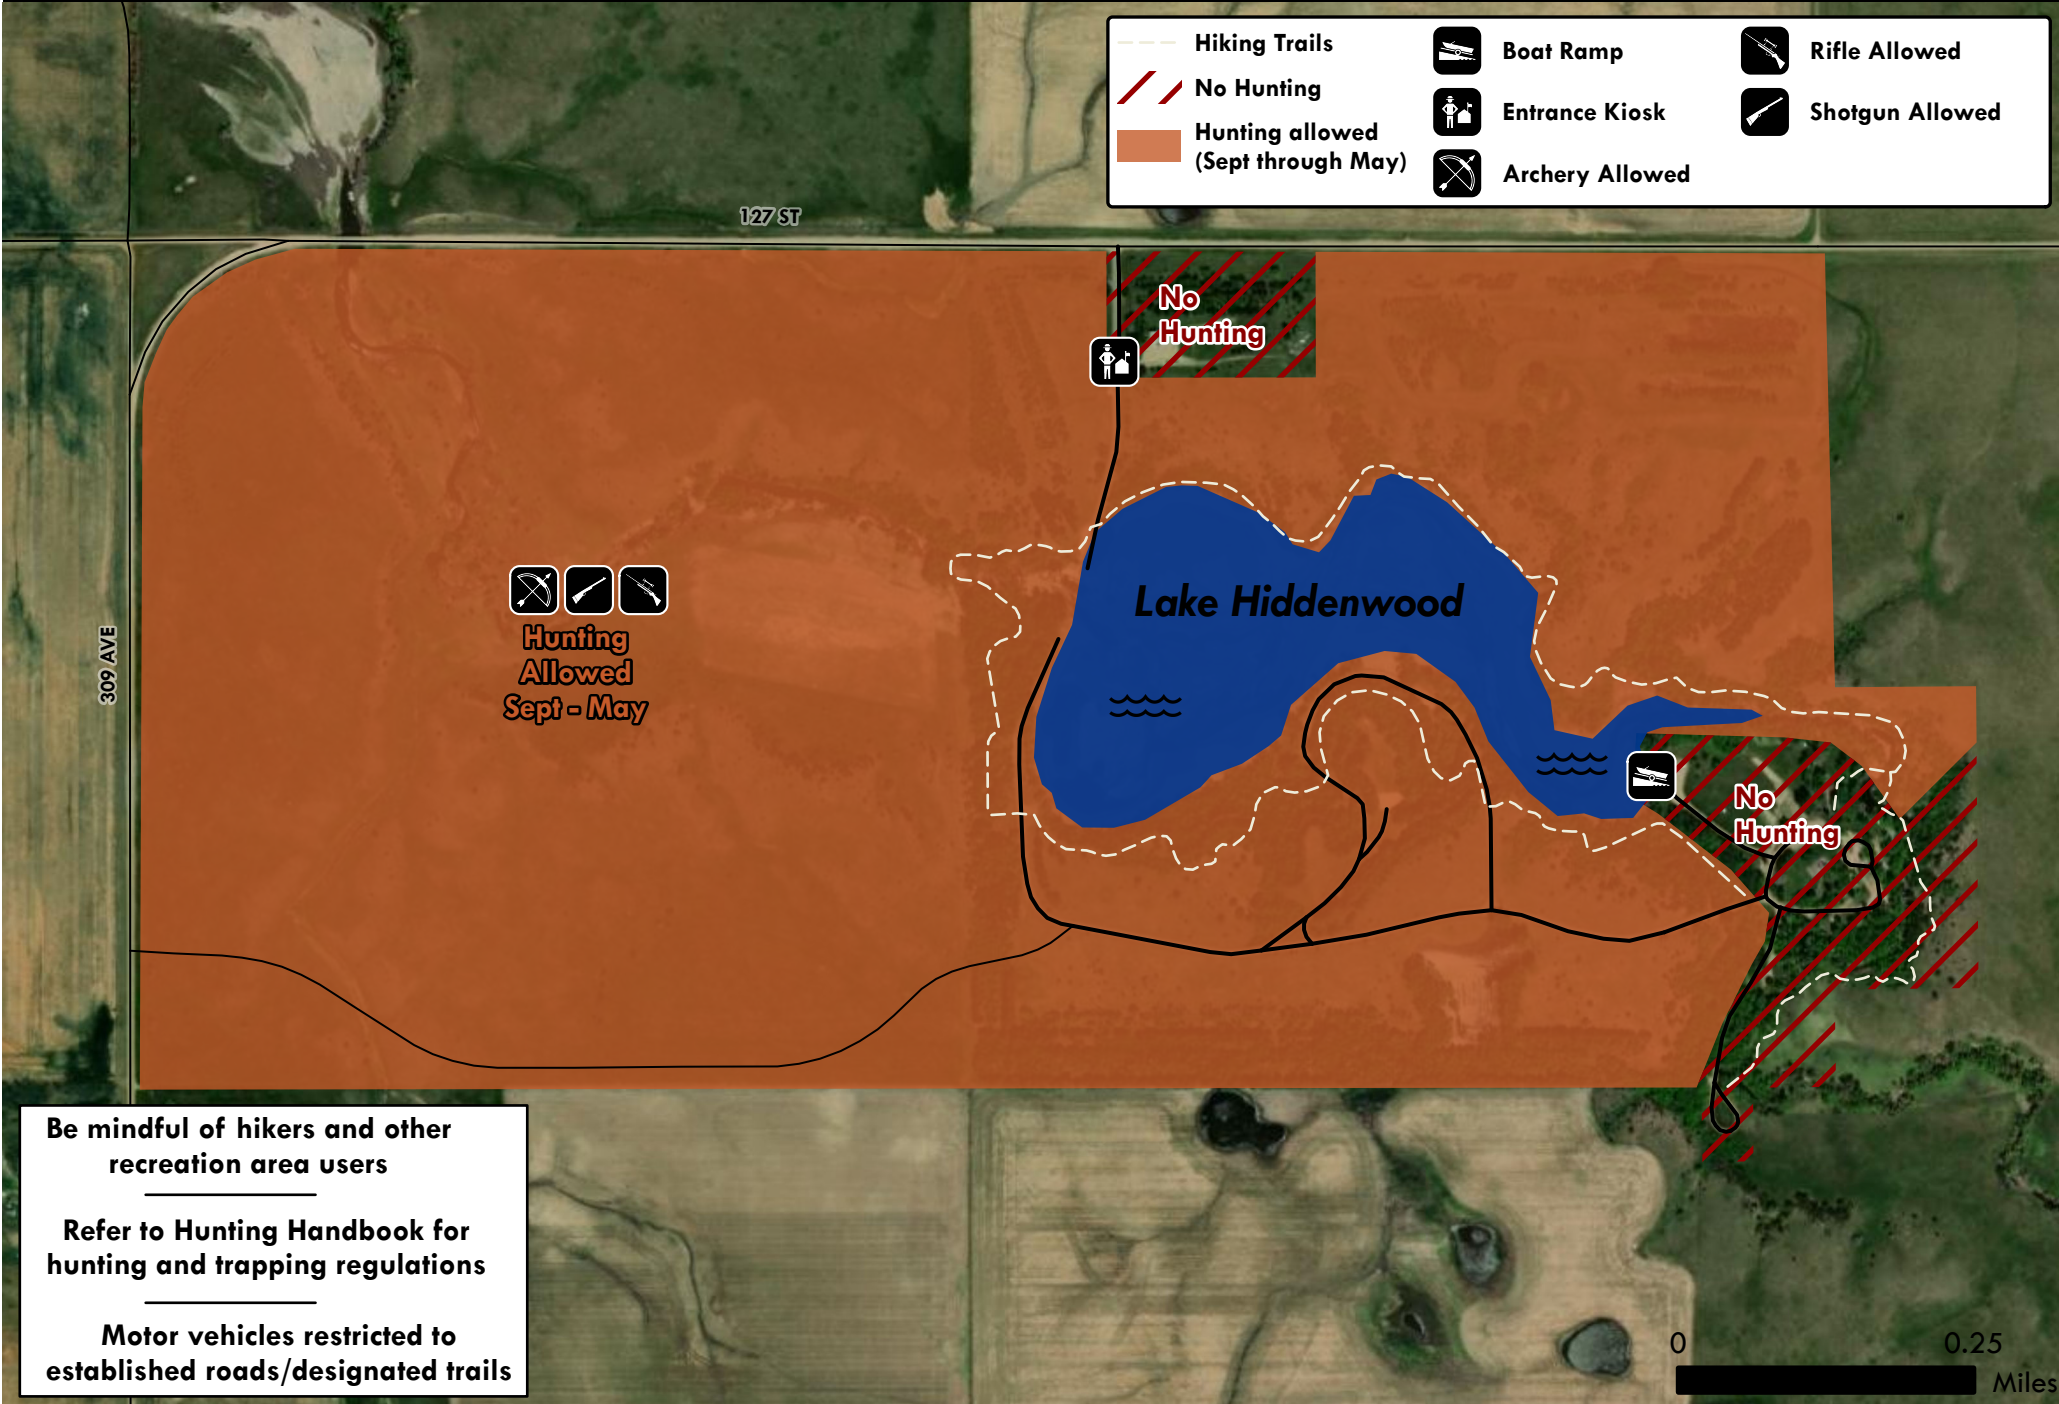 Hiking Trails
No Hunting
Hunting allowed
(Sept through May)
Boat Ramp
Entrance Kiosk
Archery Allowed
Rifle Allowed
Shotgun Allowed
127 ST
No
Hunting
Lake Hiddenwood
309 AVE
Hunting
Allowed
Sept - May
No
Hunting
Be mindful of hikers and other
recreation area users
Refer to Hunting Handbook for
hunting and trapping regulations
Motor vehicles restricted to
established roads/designated trails
0
0.25
Miles